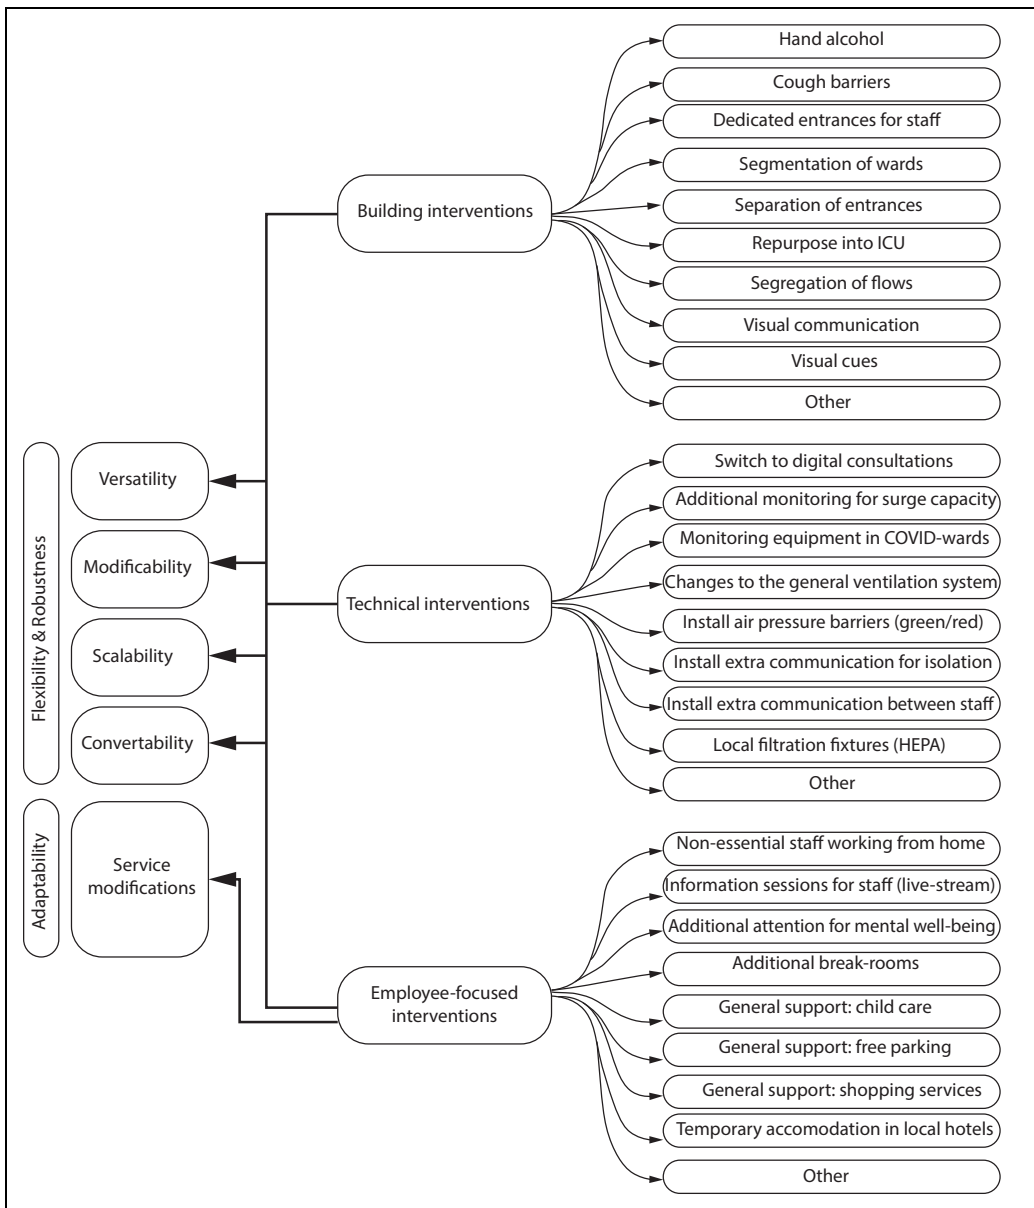 Hand alcohol
Cough barriers
Dedicated entrances for staff
Segmentation of wards
Building interventions
Separation of entrances
Repurpose into ICU
Segregation of flows
Visual communication
Visual cues
Other
Flexibility & Robustness
Versatility
Modificability
Scalability
Convertability
Switch to digital consultations
Additional monitoring for surge capacity
Monitoring equipment in COVID-wards
Changes to the general ventilation system
Technical interventions
Install air pressure barriers (green/red)
Install extra communication for isolation
Install extra communication between staff
Local filtration fixtures (HEPA)
Other
Adaptability
Service
modifications
Non-essential staff working from home
Information sessions for staff (live-stream)
Additional attention for mental well-being
Additional break-rooms
Employee-focused
interventions
General support: child care
General support: free parking
General support: shopping services
Temporary accomodation in local hotels
Other